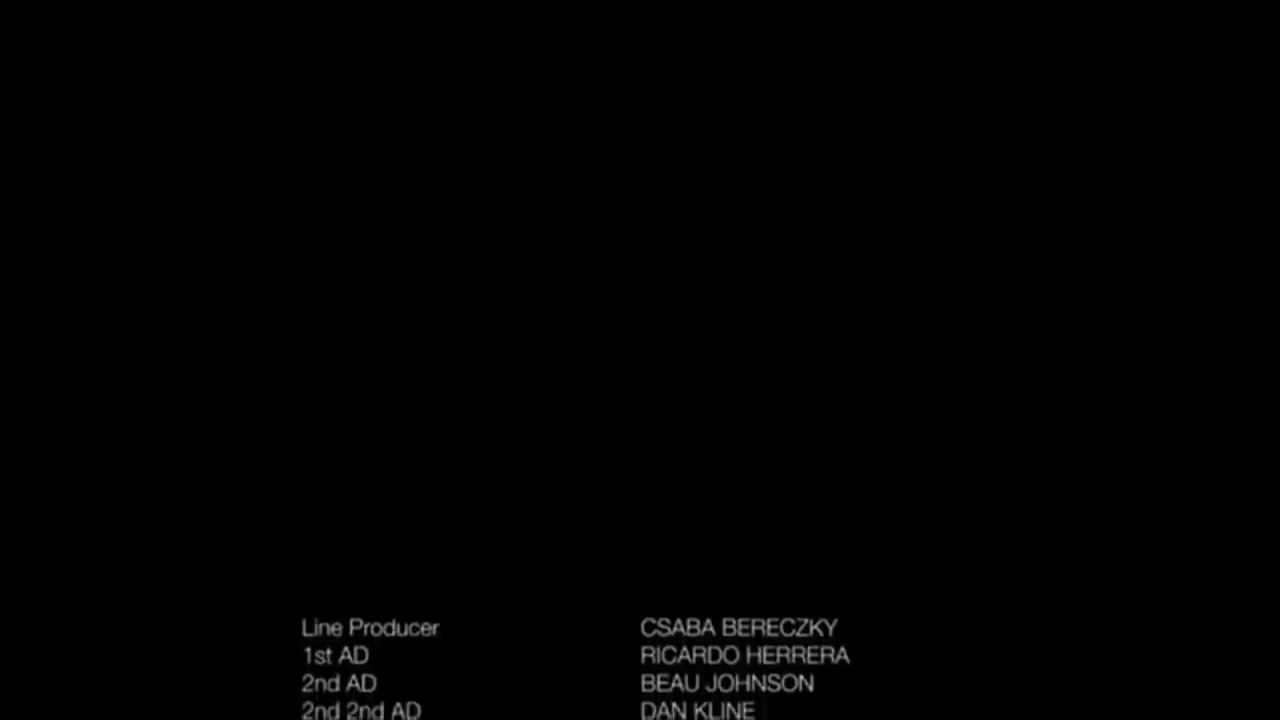 Line Producer CSABA BERECZKY
1st AD RICARDO HERRERA
2nd AD BEAU JOHNSON
2nd 2nd AD DAN KLINE